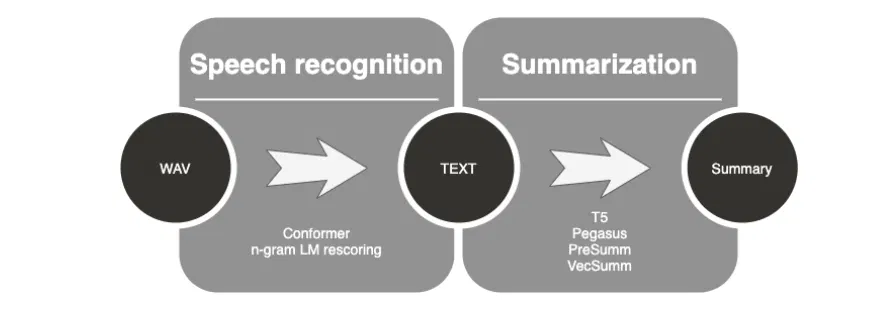 Speech recognition
Summarization
WAV
TEXT
Summary
Conformer
n-gram LM rescoring
T5
Pegasus
PreSumm
VecSumm